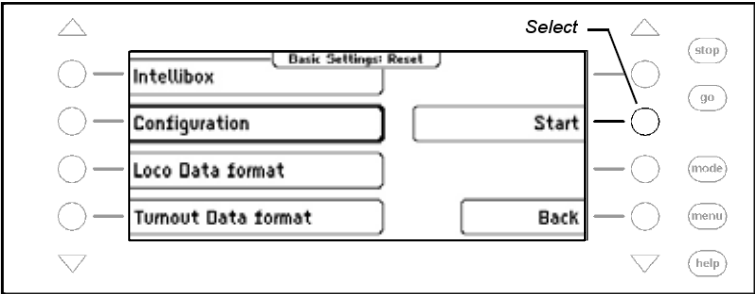 Select
stop
Basic Settings: Reset
Intellibox
go
Configuration
Start
Loco Data format
mode
Turnout Data format
Back
menu
help